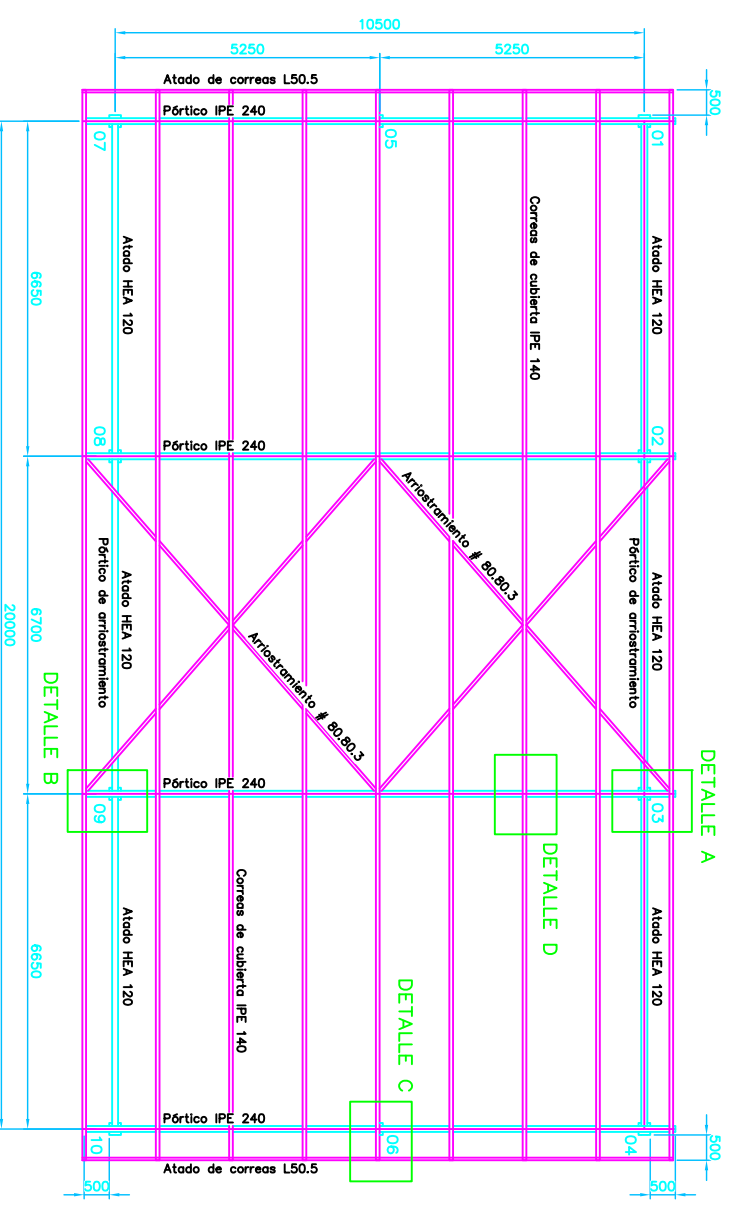 10500
5250
5250
500
Atado de correas L50.5
Pórtico IPE 240
07
05
01
Atado HEA 120
Correas de cubierta IPE 140
Atado HEA 120
6650
08
02
Pórtico IPE 240
Arriostramiento # 80.80.3
Pórtico de arriostramiento
Atado HEA 120
Pórtico de arriostramiento
Atado HEA 120
6700
20000
Arriostramiento # 80.80.3
DETALLE B
DETALLE A
Pórtico IPE 240
09
03
DETALLE D
Correas de cubierta IPE 140
Atado HEA 120
Atado HEA 120
6650
DETALLE C
Pórtico IPE 240
10
06
04
Atado de correas L50.5
500
500
500